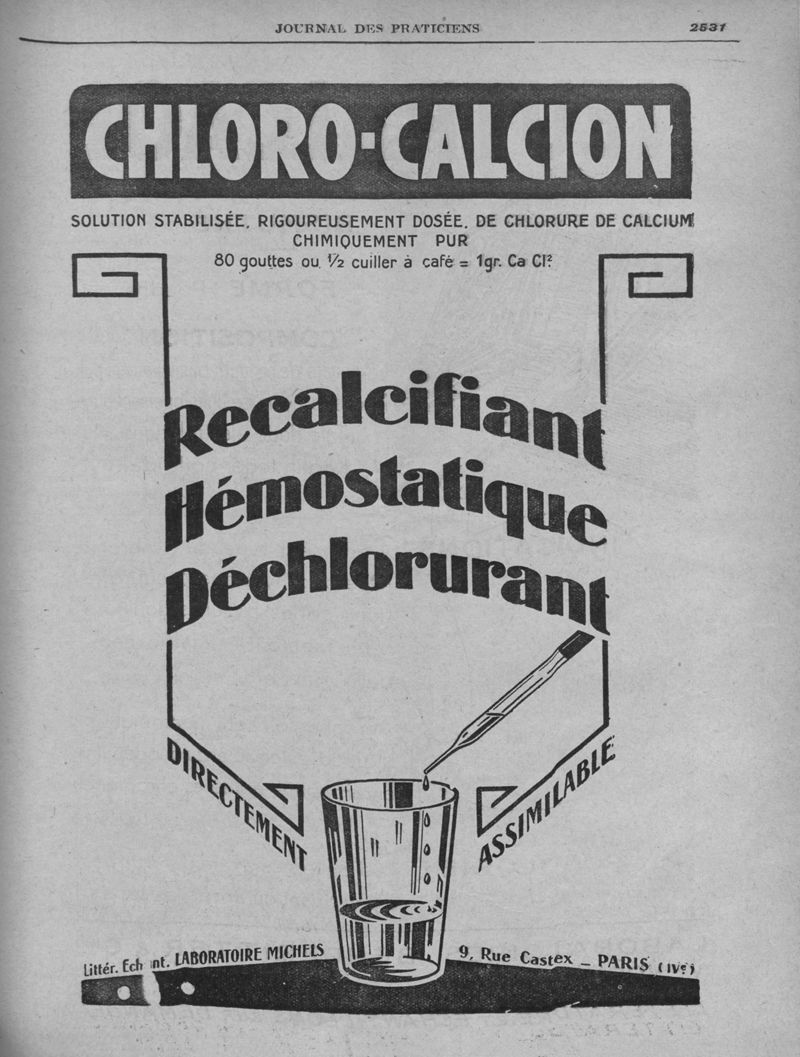 JOURNAL DES PRATICIENS 2531
CHLORO-CALCION
SOLUTION STABILISÉE, RIGOUREUSEMENT DOSÉE, DE CHLORURE DE CALCIUM
CHIMIQUEMENT PUR
80 gouttes ou 1/2 cuiller à café = 1gr. Ca Cl²
Recalcifiant
Hémostatique
Déchlorurant
DIRECTEMENT
ASSIMILABLE
Littér. Ech nt. LABORATOIRE MICHELS
9, Rue Castex _ PARIS (IVe)